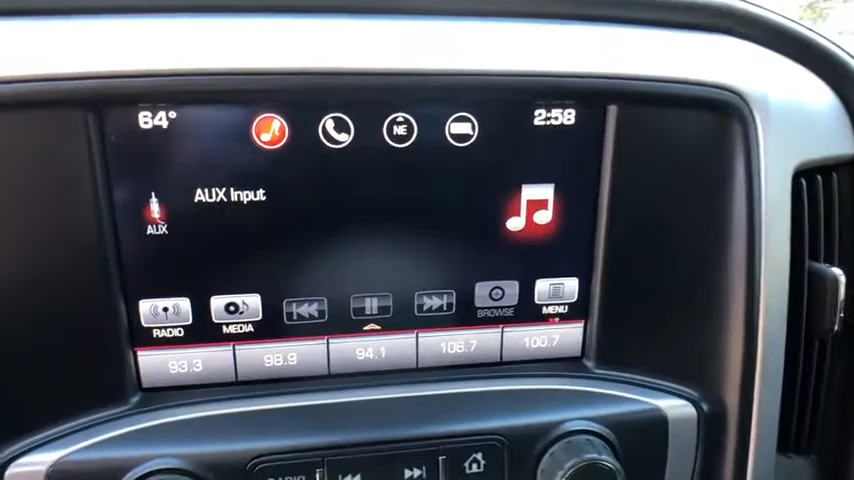 64° NE 2:58
AUX Input
AUX
RADIO MEDIA BROWSE MENU
93.3 98.9 94.1 106.7 100.7
RADIO